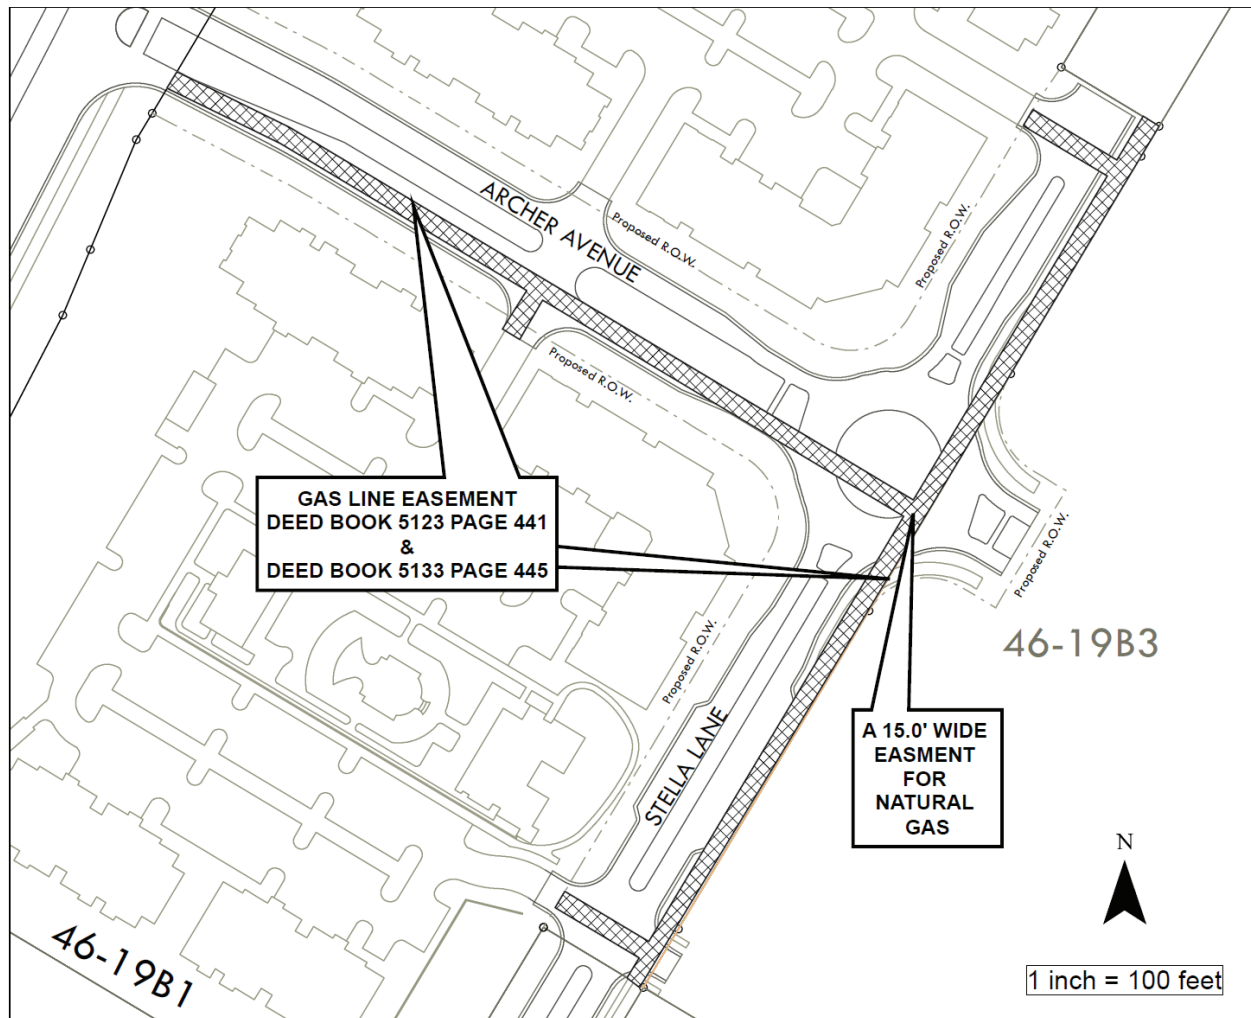 ARCHER AVENUE
Proposed R.O.W.
Proposed R.O.W.
Proposed R.O.W.
GAS LINE EASEMENT
DEED BOOK 5123 PAGE 441
&
DEED BOOK 5133 PAGE 445
Proposed R.O.W.
Proposed R.O.W.
46-19B3
STELLA LANE
A 15.0' WIDE
EASMENT
FOR
NATURAL
GAS
N
46-19B1
1 inch = 100 feet